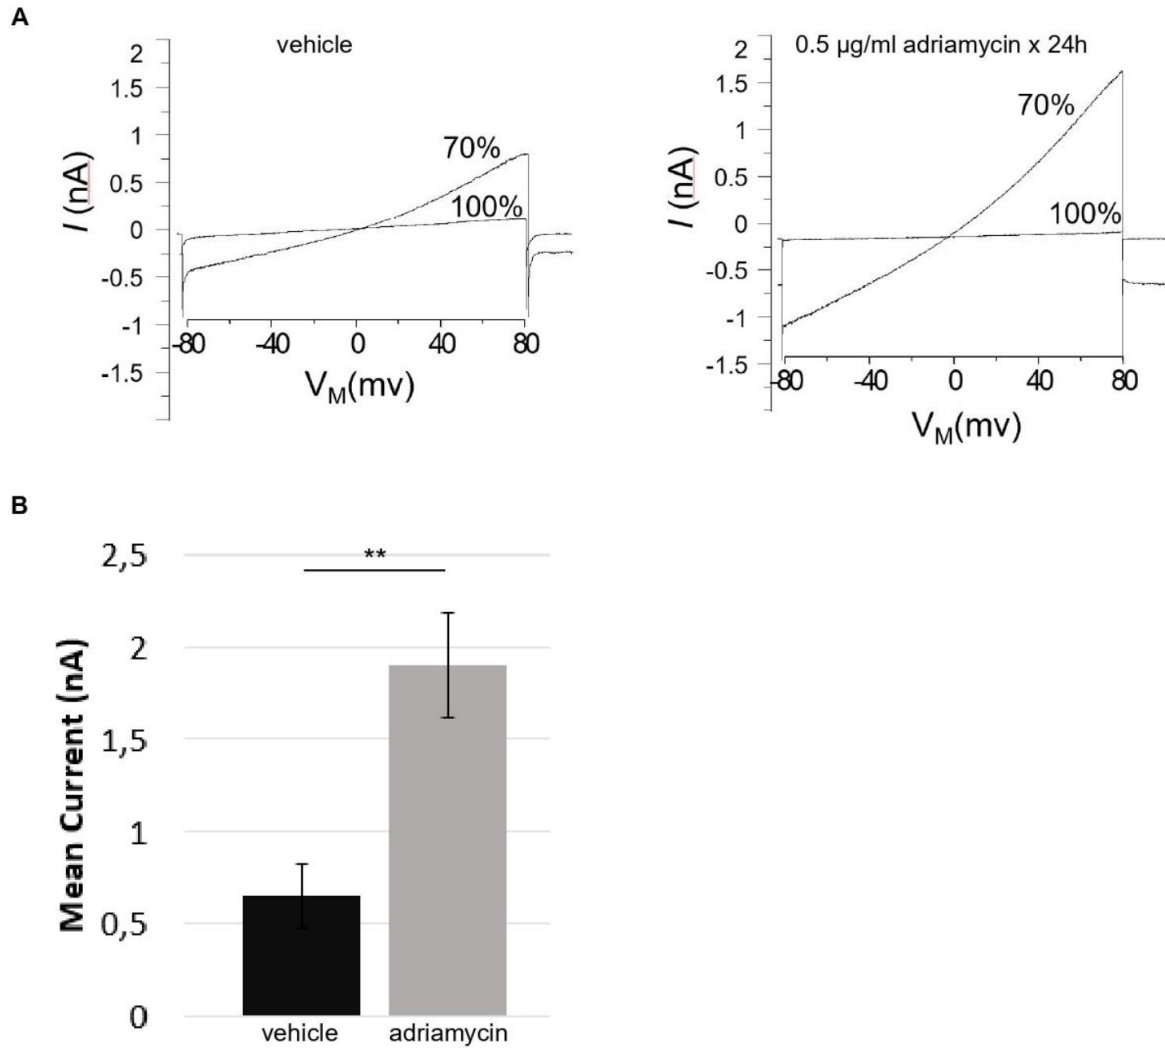 A
vehicle
2
1.5
1
0.5
0
-0.5
-1
-1.5
I (nA)
70%
100%
-80 -40 0 40 80
VM(mv)
0.5 µg/ml adriamycin x 24h
2
1.5
1
0.5
0
-0.5
-1
-1.5
I (nA)
70%
100%
-80 -40 0 40 80
VM(mv)
B
Mean Current (nA)
2,5
2
1,5
1
0,5
0
**
vehicle adriamycin